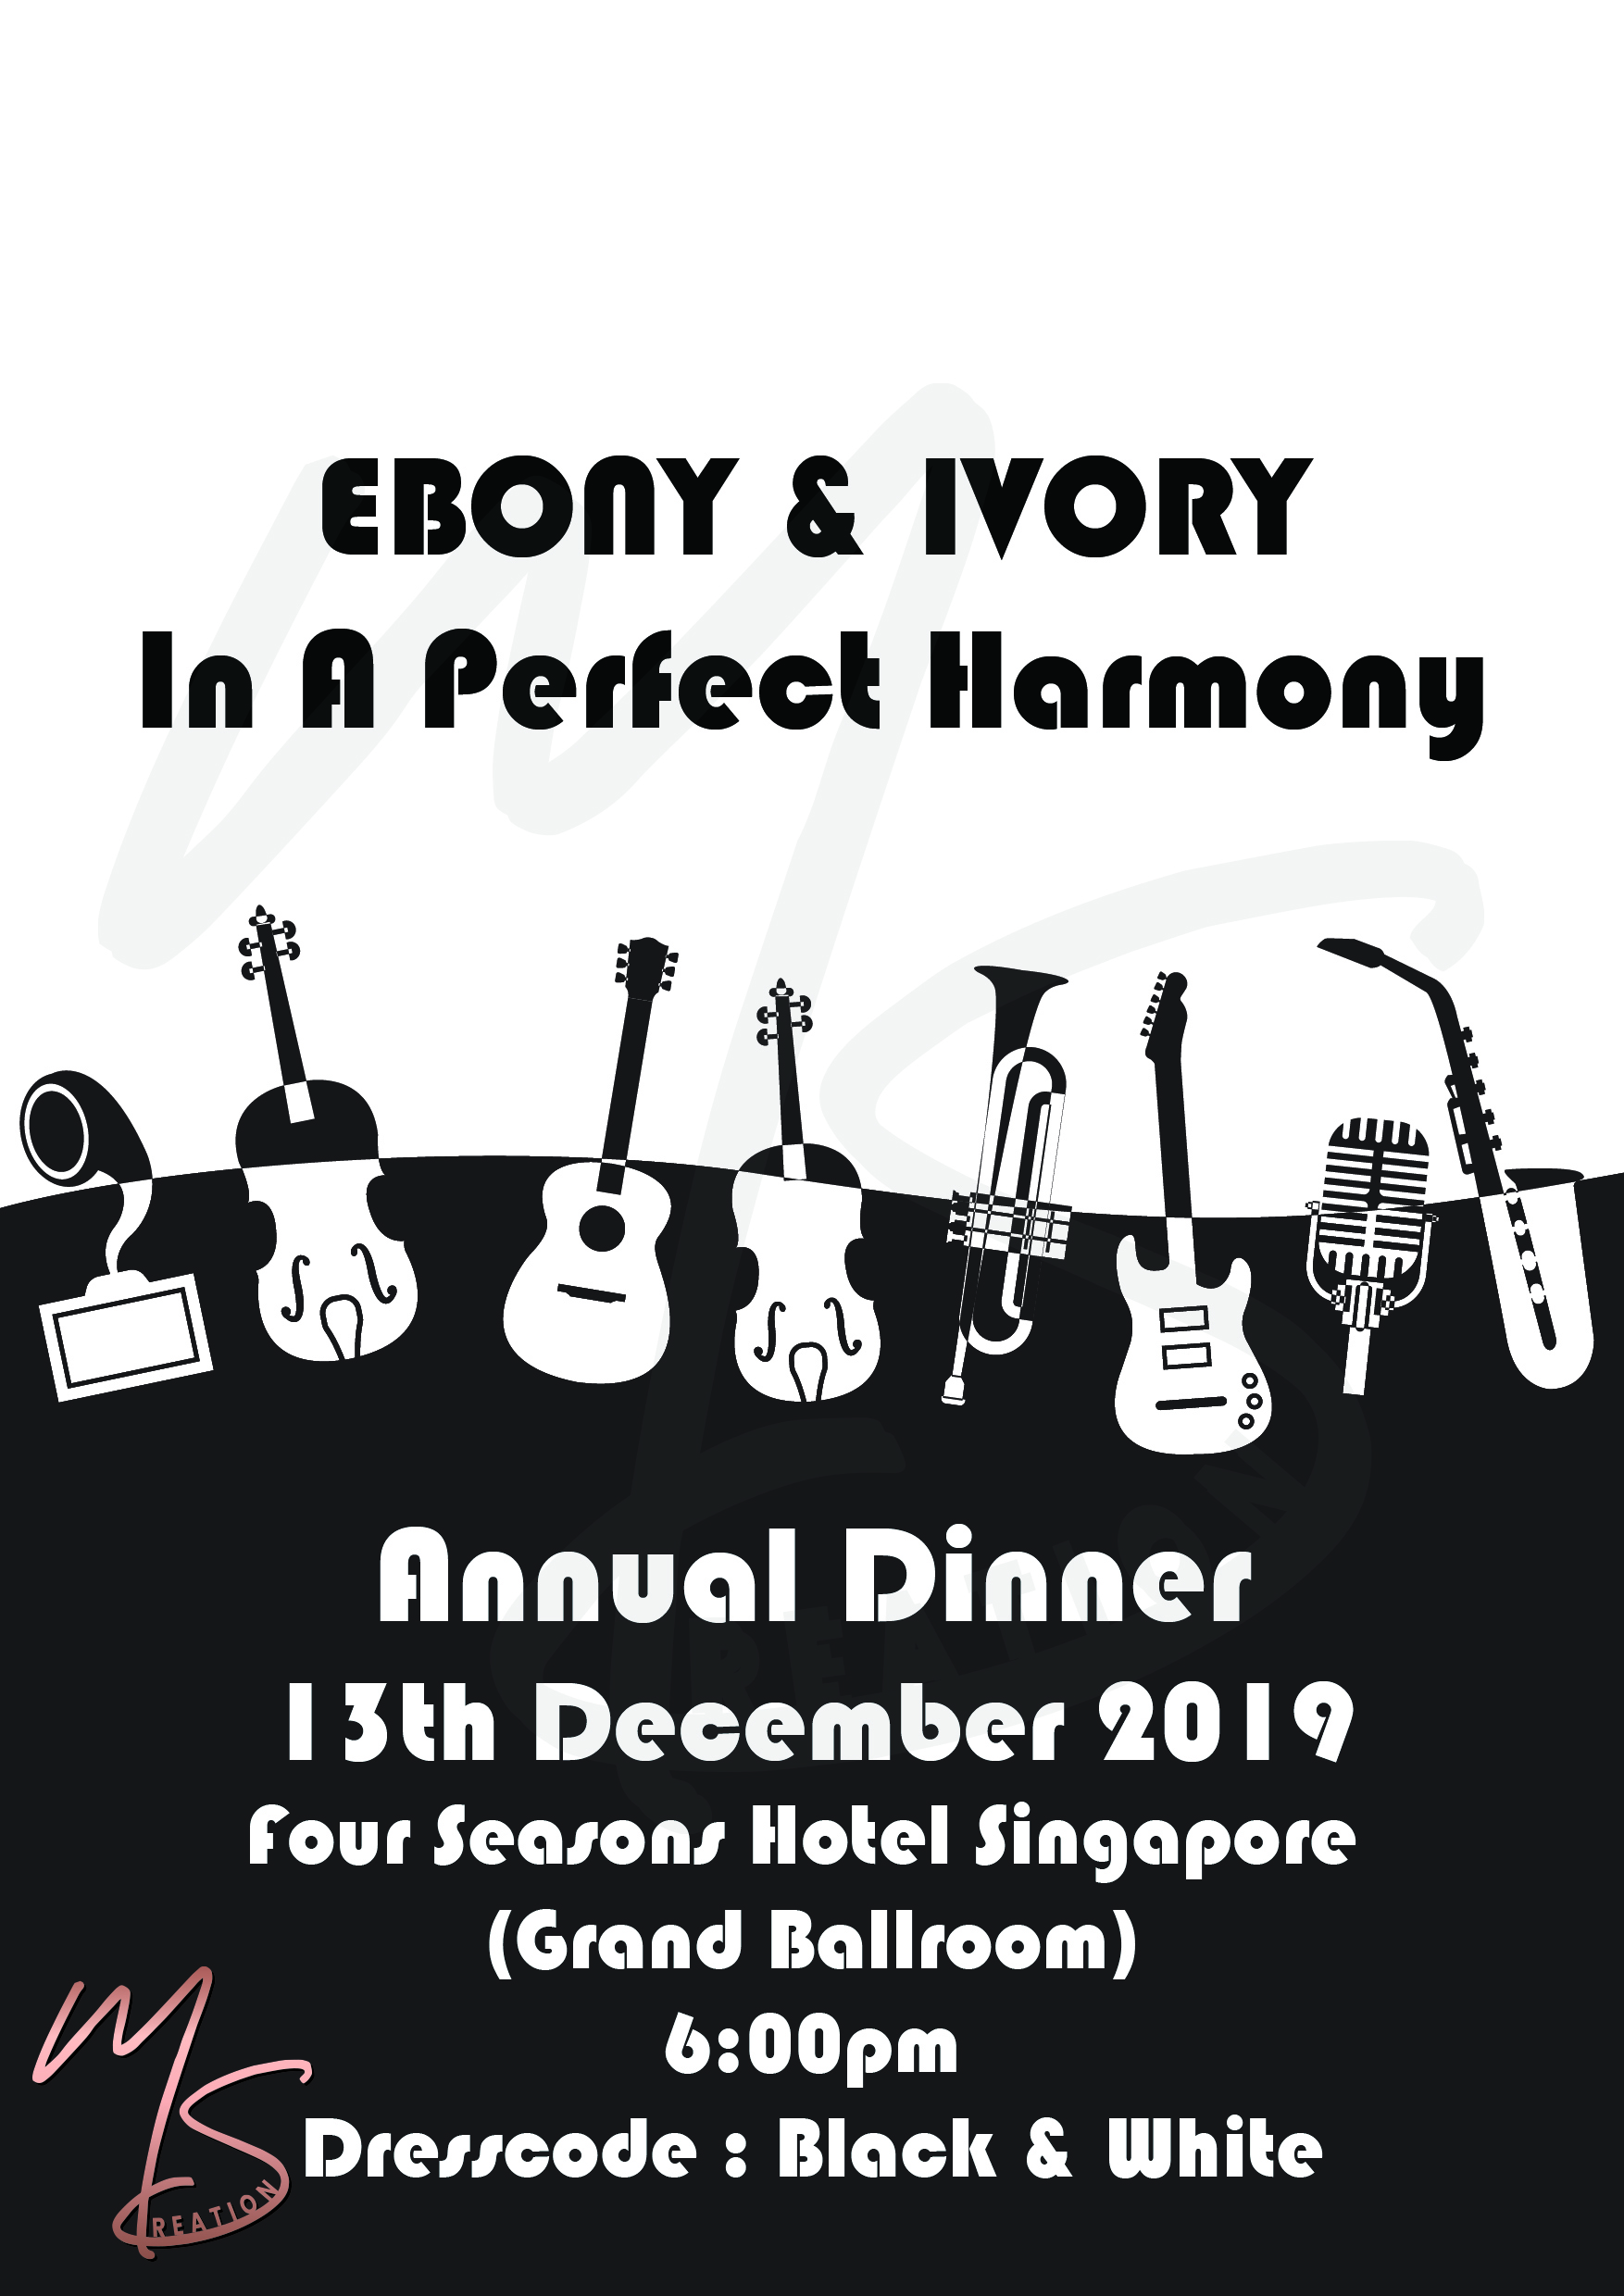 EBONY & IVORY
In A Perfect Harmony
Annual Dinner
13th December 2019
Four Seasons Hotel Singapore
(Grand Ballroom)
6:00pm
Dresscode : Black & White
MS
CREATION